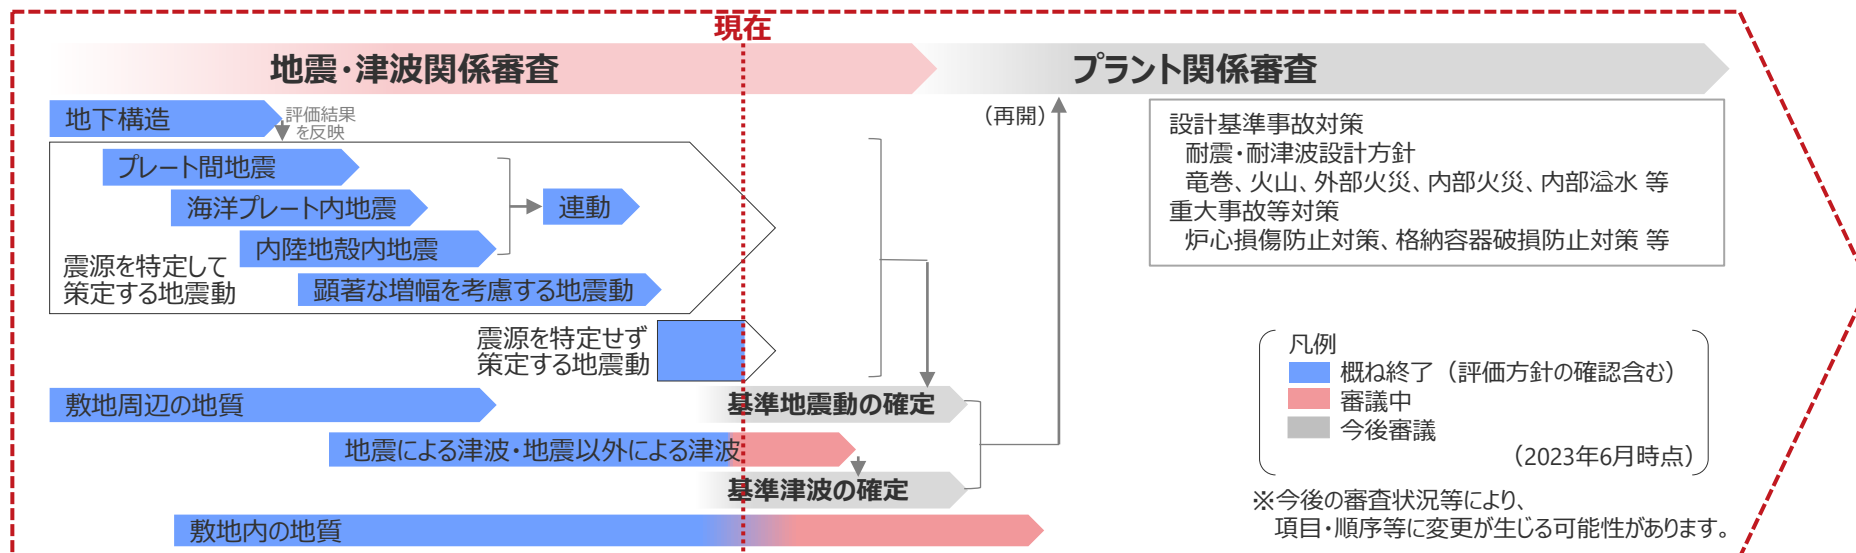 現在
地震・津波関係審査
プラント関係審査
地下構造
評価結果
を反映
(再開)
プレート間地震
海洋プレート内地震
連動
内陸地殻内地震
震源を特定して
策定する地震動
顕著な増幅を考慮する地震動
震源を特定せず
策定する地震動
敷地周辺の地質
基準地震動の確定
地震による津波・地震以外による津波
基準津波の確定
敷地内の地質
設計基準事故対策
耐震・耐津波設計方針
竜巻、火山、外部火災、内部火災、内部溢水 等
重大事故等対策
炉心損傷防止対策、格納容器破損防止対策 等
凡例
概ね終了（評価方針の確認含む）
審議中
今後審議
（2023年6月時点）
※今後の審査状況等により、
項目・順序等に変更が生じる可能性があります。